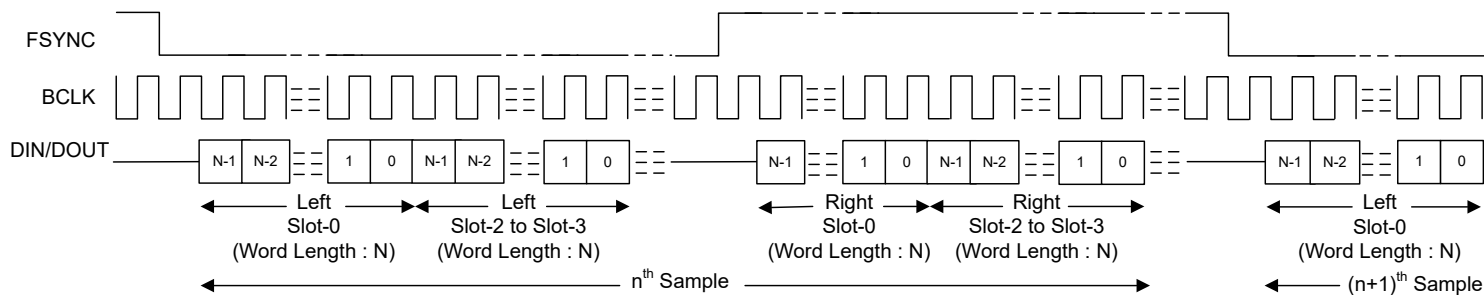 FSYNC
BCLK
DIN/DOUT
N-1 N-2 1 0 N-1 N-2 1 0 N-1 1 0 N-1 N-2 1 0 N-1 N-2 1 0
Left Left Right Right Left
Slot-0 Slot-2 to Slot-3 Slot-0 Slot-2 to Slot-3 Slot-0
(Word Length : N) (Word Length : N) (Word Length : N) (Word Length : N) (Word Length : N)
nth Sample (n+1)th Sample